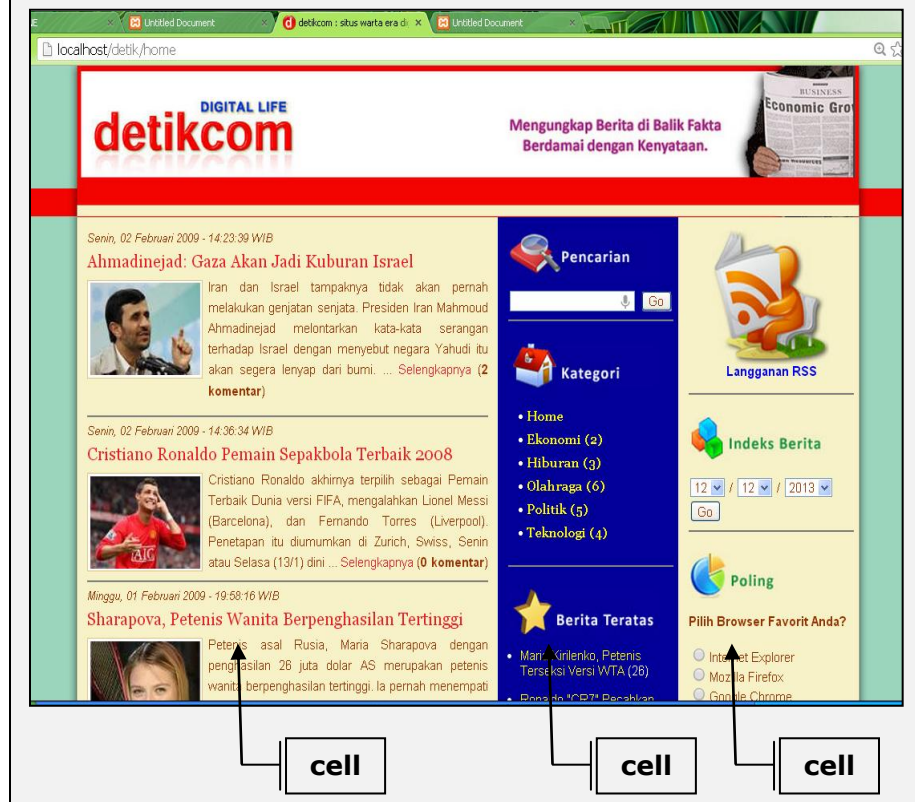 Untitled Document
detikcom : situs warta era di
Untitled Document
localhost/detik/home
DIGITAL LIFE
detikcom
Mengungkap Berita di Balik Fakta
Berdamai dengan Kenyataan.
BUSINESS
Economic Gro
Senin, 02 Februari 2009 - 14:23:39 WIB
Ahmadinejad: Gaza Akan Jadi Kuburan Israel
Iran dan Israel tampaknya tidak akan pernah
melakukan genjatan senjata. Presiden Iran Mahmoud
Ahmadinejad melontarkan kata-kata serangan
terhadap Israel dengan menyebut negara Yahudi itu
akan segera lenyap dari bumi. ... Selengkapnya (2
komentar)
Senin, 02 Februari 2009 - 14:36:34 WIB
Cristiano Ronaldo Pemain Sepakbola Terbaik 2008
Cristiano Ronaldo akhirnya terpilih sebagai Pemain
Terbaik Dunia versi FIFA, mengalahkan Lionel Messi
(Barcelona), dan Fernando Torres (Liverpool).
Penetapan itu diumumkan di Zurich, Swiss, Senin
atau Selasa (13/1) dini ... Selengkapnya (0 komentar)
AIG
Minggu, 01 Februari 2009 - 19:58:16 WIB
Sharapova, Petenis Wanita Berpenghasilan Tertinggi
Petenis asal Rusia, Maria Sharapova dengan
penghasilan 26 juta dolar AS merupakan petenis
wanita berpenghasilan tertinggi. Ia pernah menempati
Pencarian
Go
Kategori
• Home
• Ekonomi (2)
• Hiburan (3)
• Olahraga (6)
• Politik (5)
• Teknologi (4)
Berita Teratas
• Maria Kirilenko, Petenis
Terseksi Versi WTA (26)
• Ronaldo "CR7" Pecahkan
Langganan RSS
Indeks Berita
12 / 12 / 2013
Go
Poling
Pilih Browser Favorit Anda?
Internet Explorer
Mozilla Firefox
Google Chrome
cell
cell
cell